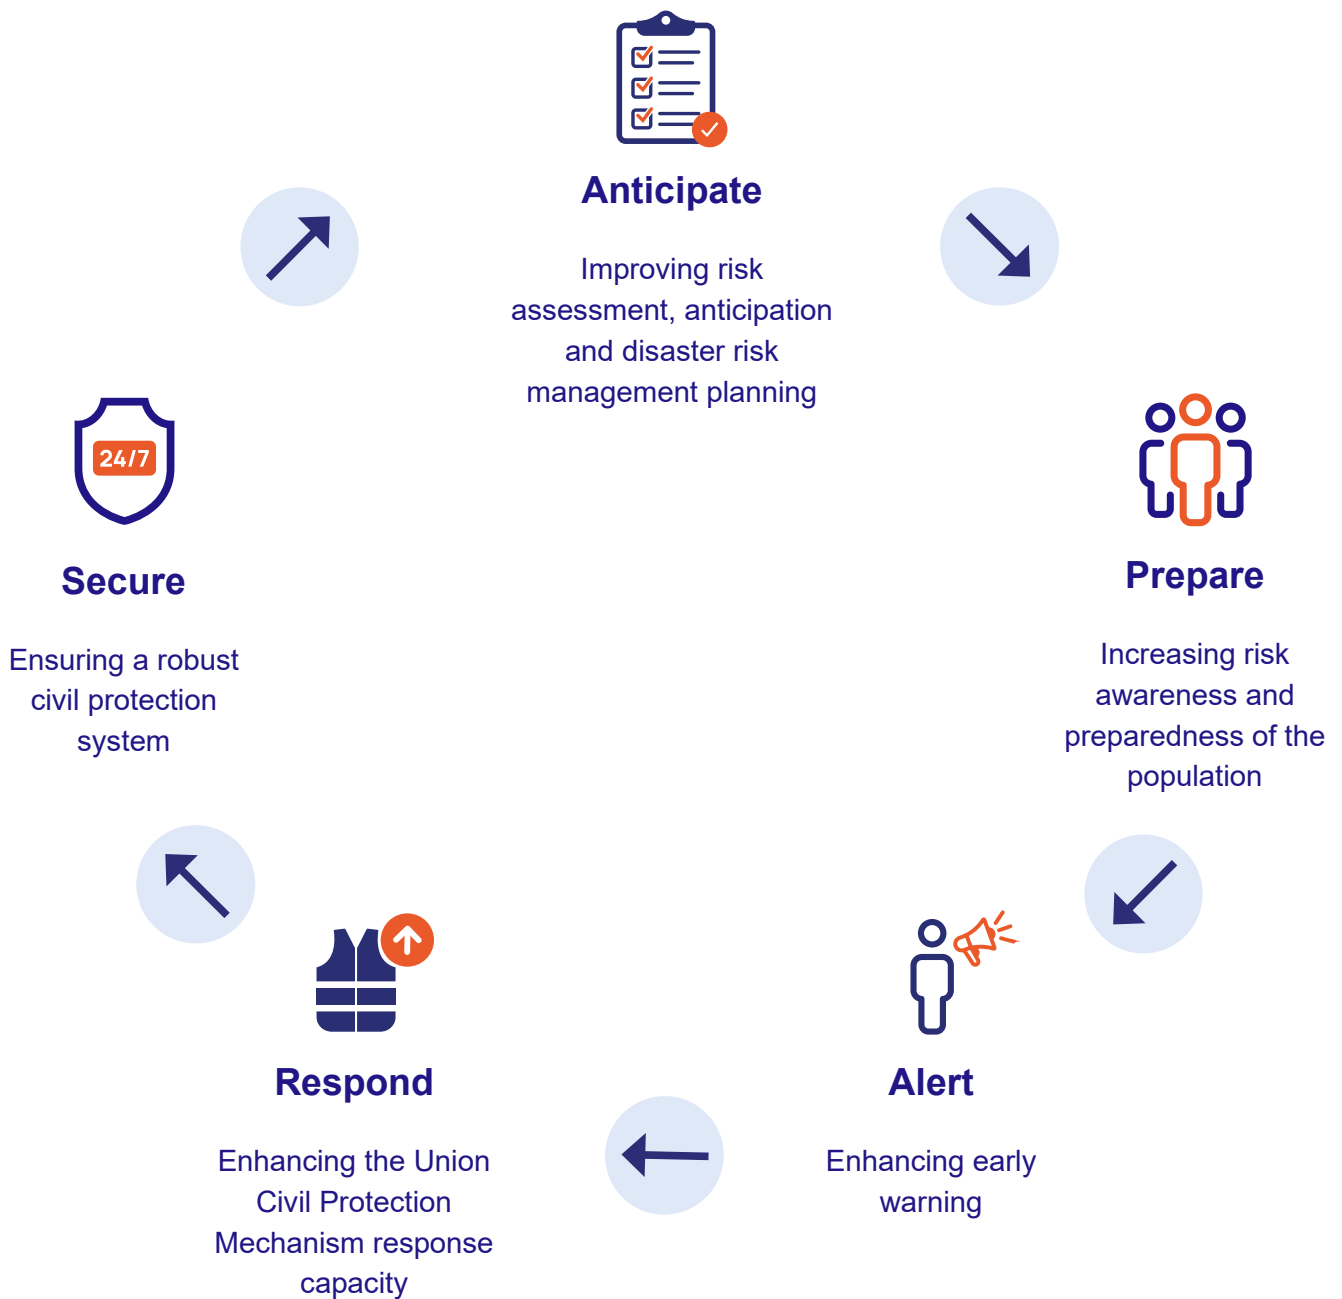 Anticipate
Improving risk
assessment, anticipation
and disaster risk
management planning
Prepare
Increasing risk
awareness and
preparedness of the
population
Alert
Enhancing early
warning
Respond
Enhancing the Union
Civil Protection
Mechanism response
capacity
24/7
Secure
Ensuring a robust
civil protection
system